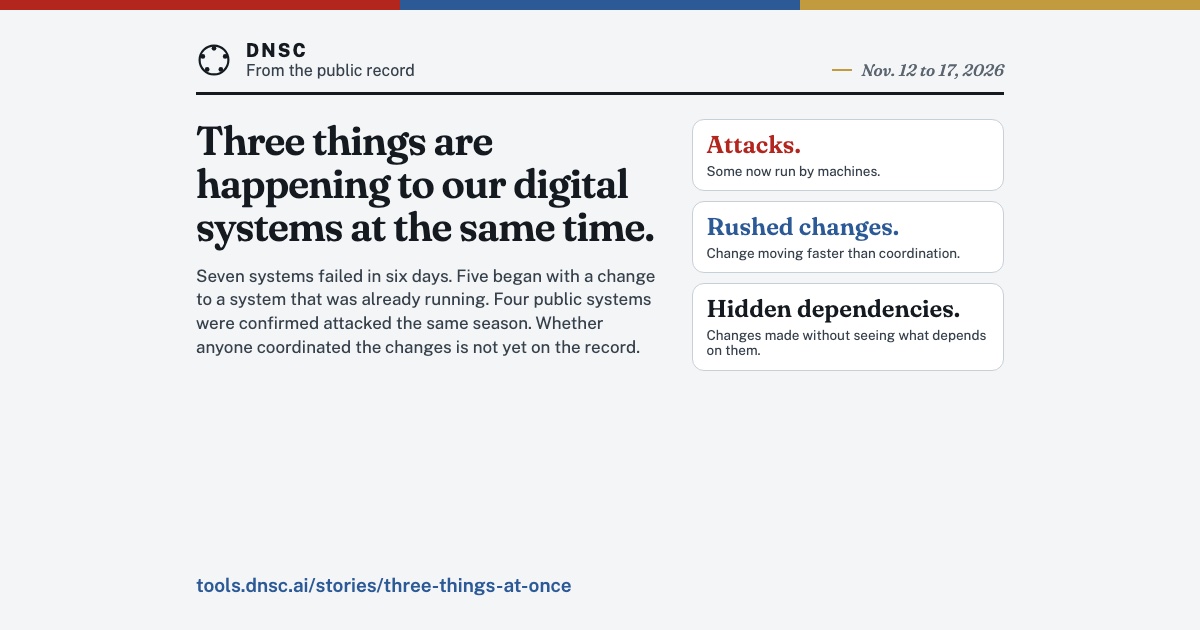 DNSC
From the public record
Nov. 12 to 17, 2026
Three things are
happening to our digital
systems at the same time.
Seven systems failed in six days. Five began with a change
to a system that was already running. Four public systems
were confirmed attacked the same season. Whether
anyone coordinated the changes is not yet on the record.
Attacks.
Some now run by machines.
Rushed changes.
Change moving faster than coordination.
Hidden dependencies.
Changes made without seeing what depends
on them.
tools.dnsc.ai/stories/three-things-at-once